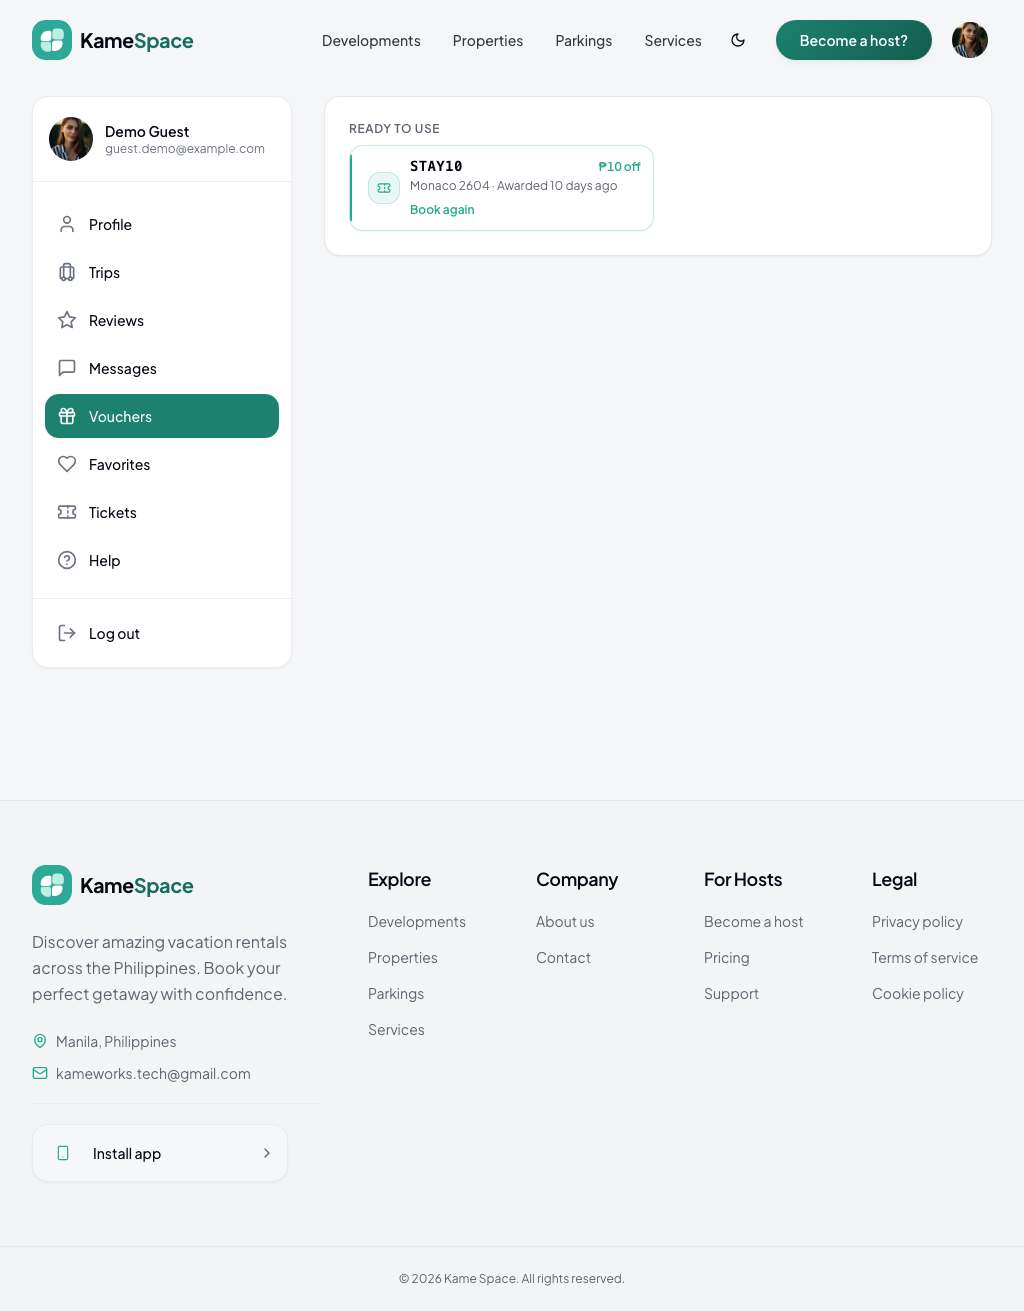 KameSpace
Developments
Properties
Parkings
Services
Become a host?
Demo Guest
guest.demo@example.com
Profile
Trips
Reviews
Messages
Vouchers
Favorites
Tickets
Help
Log out
READY TO USE
STAY10
₱10 off
Monaco 2604 · Awarded 10 days ago
Book again
KameSpace
Discover amazing vacation rentals
across the Philippines. Book your
perfect getaway with confidence.
Manila, Philippines
kameworks.tech@gmail.com
Install app
Explore
Developments
Properties
Parkings
Services
Company
About us
Contact
For Hosts
Become a host
Pricing
Support
Legal
Privacy policy
Terms of service
Cookie policy
© 2026 Kame Space. All rights reserved.